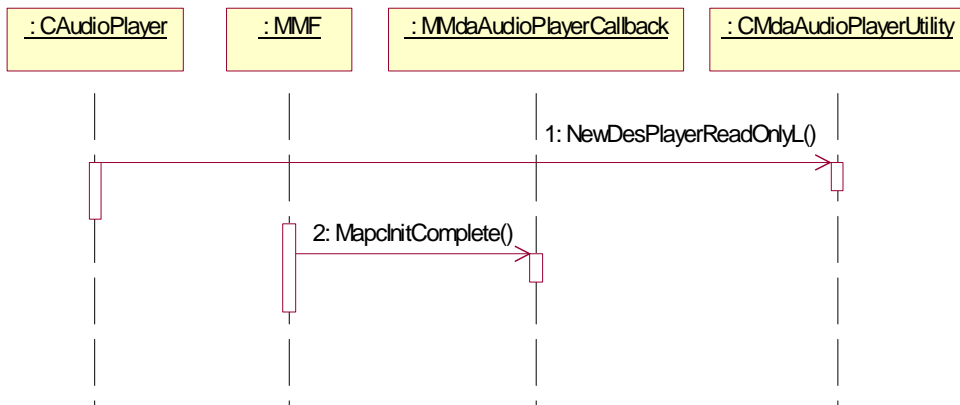 : CAudioPlayer
: MMF
: MMdaAudioPlayerCallback
: CMdaAudioPlayerUtility
1: NewDesPlayerReadOnlyL()
2: MapcInitComplete()